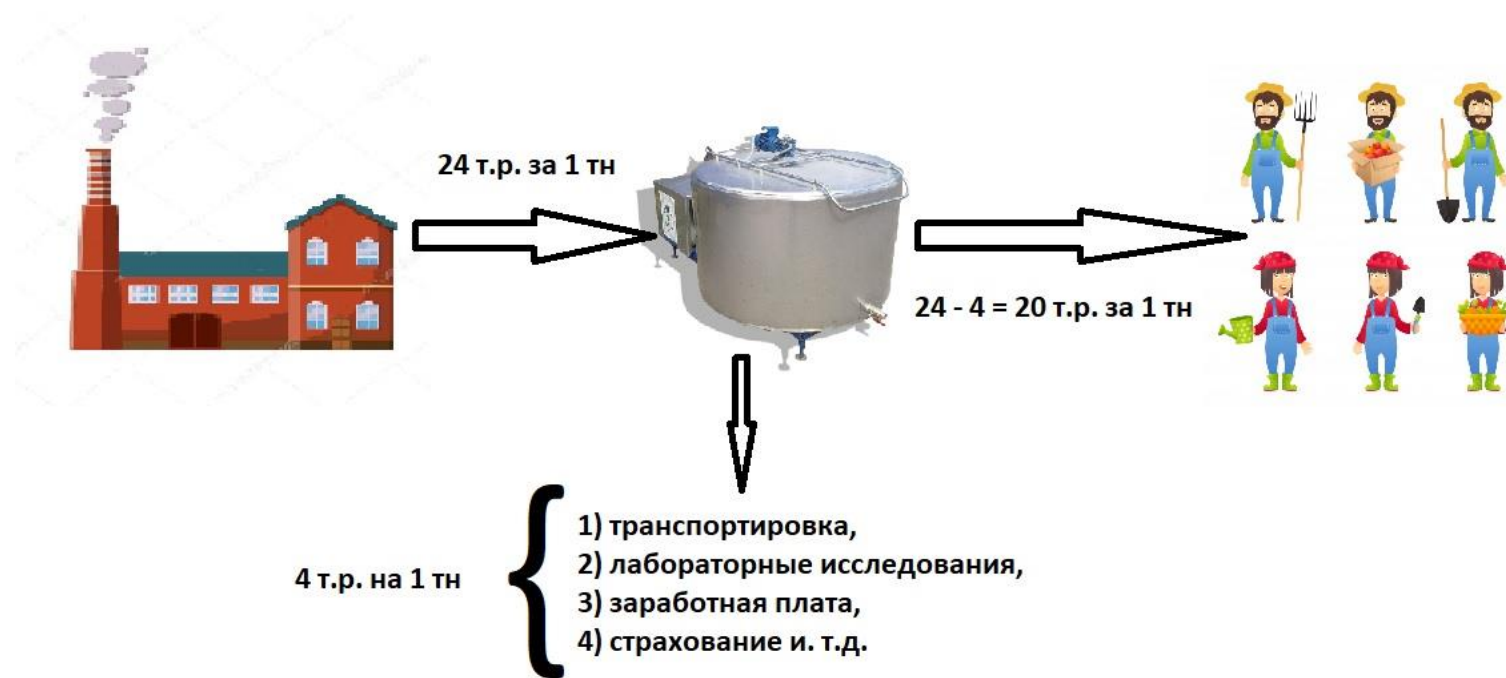 24 т.р. за 1 тн
24 - 4 = 20 т.р. за 1 тн
4 т.р. на 1 тн
1) транспортировка,
2) лабораторные исследования,
3) заработная плата,
4) страхование и. т.д.